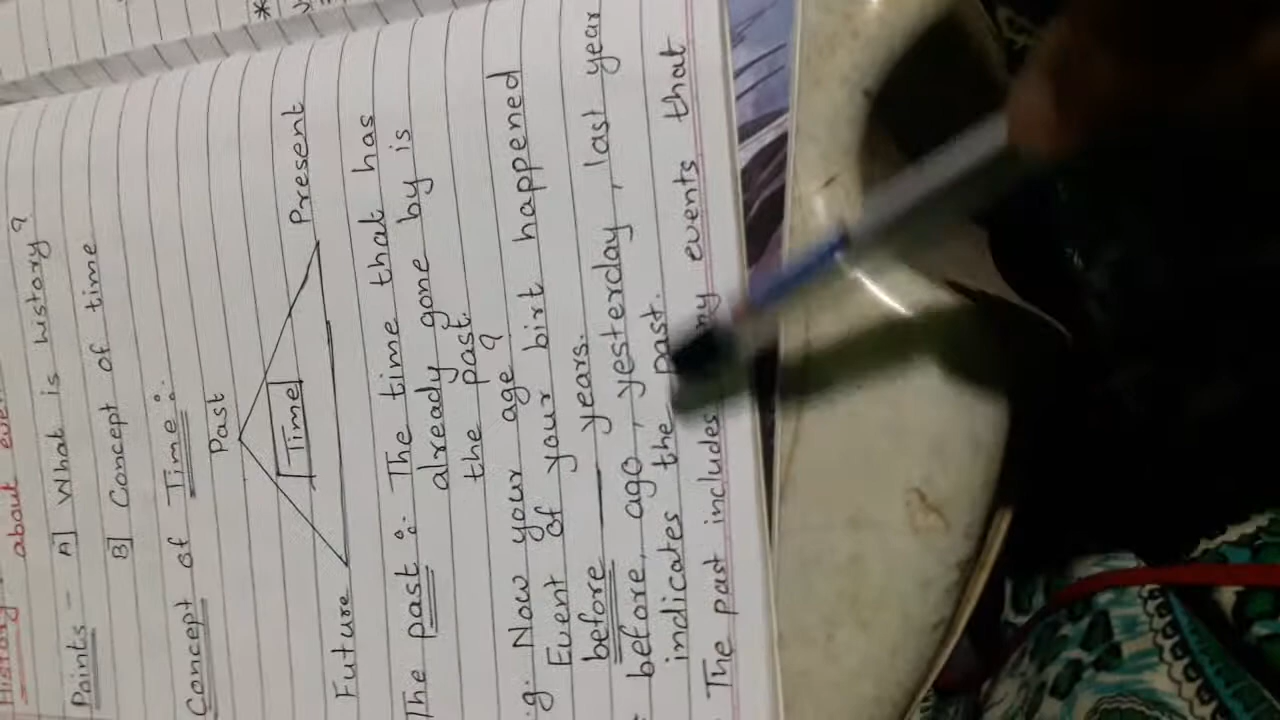 History about
Points - A] What is history?
B] Concept of time
Concept of Time :
Past
Time
Future Present
The past : The time that has
already gone by is
the past.
g. Now your age ?
Event of your birt happened
before ___ years.
before, ago, yesterday, last year
indicates the past.
The past includes events that